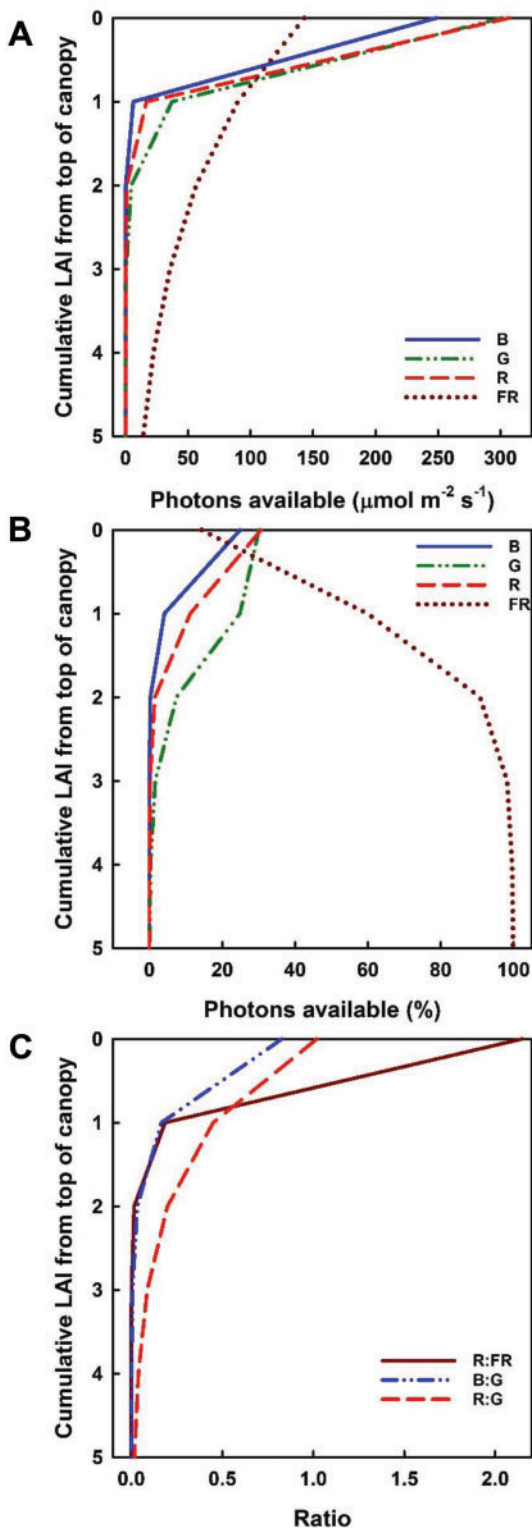 A
0
1
2
3
4
5
Cumulative LAI from top of canopy
B
G
R
FR
0 50 100 150 200 250 300
Photons available (μmol m⁻² s⁻¹)
B
0
1
2
3
4
5
Cumulative LAI from top of canopy
B
G
R
FR
0 20 40 60 80 100
Photons available (%)
C
0
1
2
3
4
5
Cumulative LAI from top of canopy
R:FR
B:G
R:G
0.0 0.5 1.0 1.5 2.0
Ratio